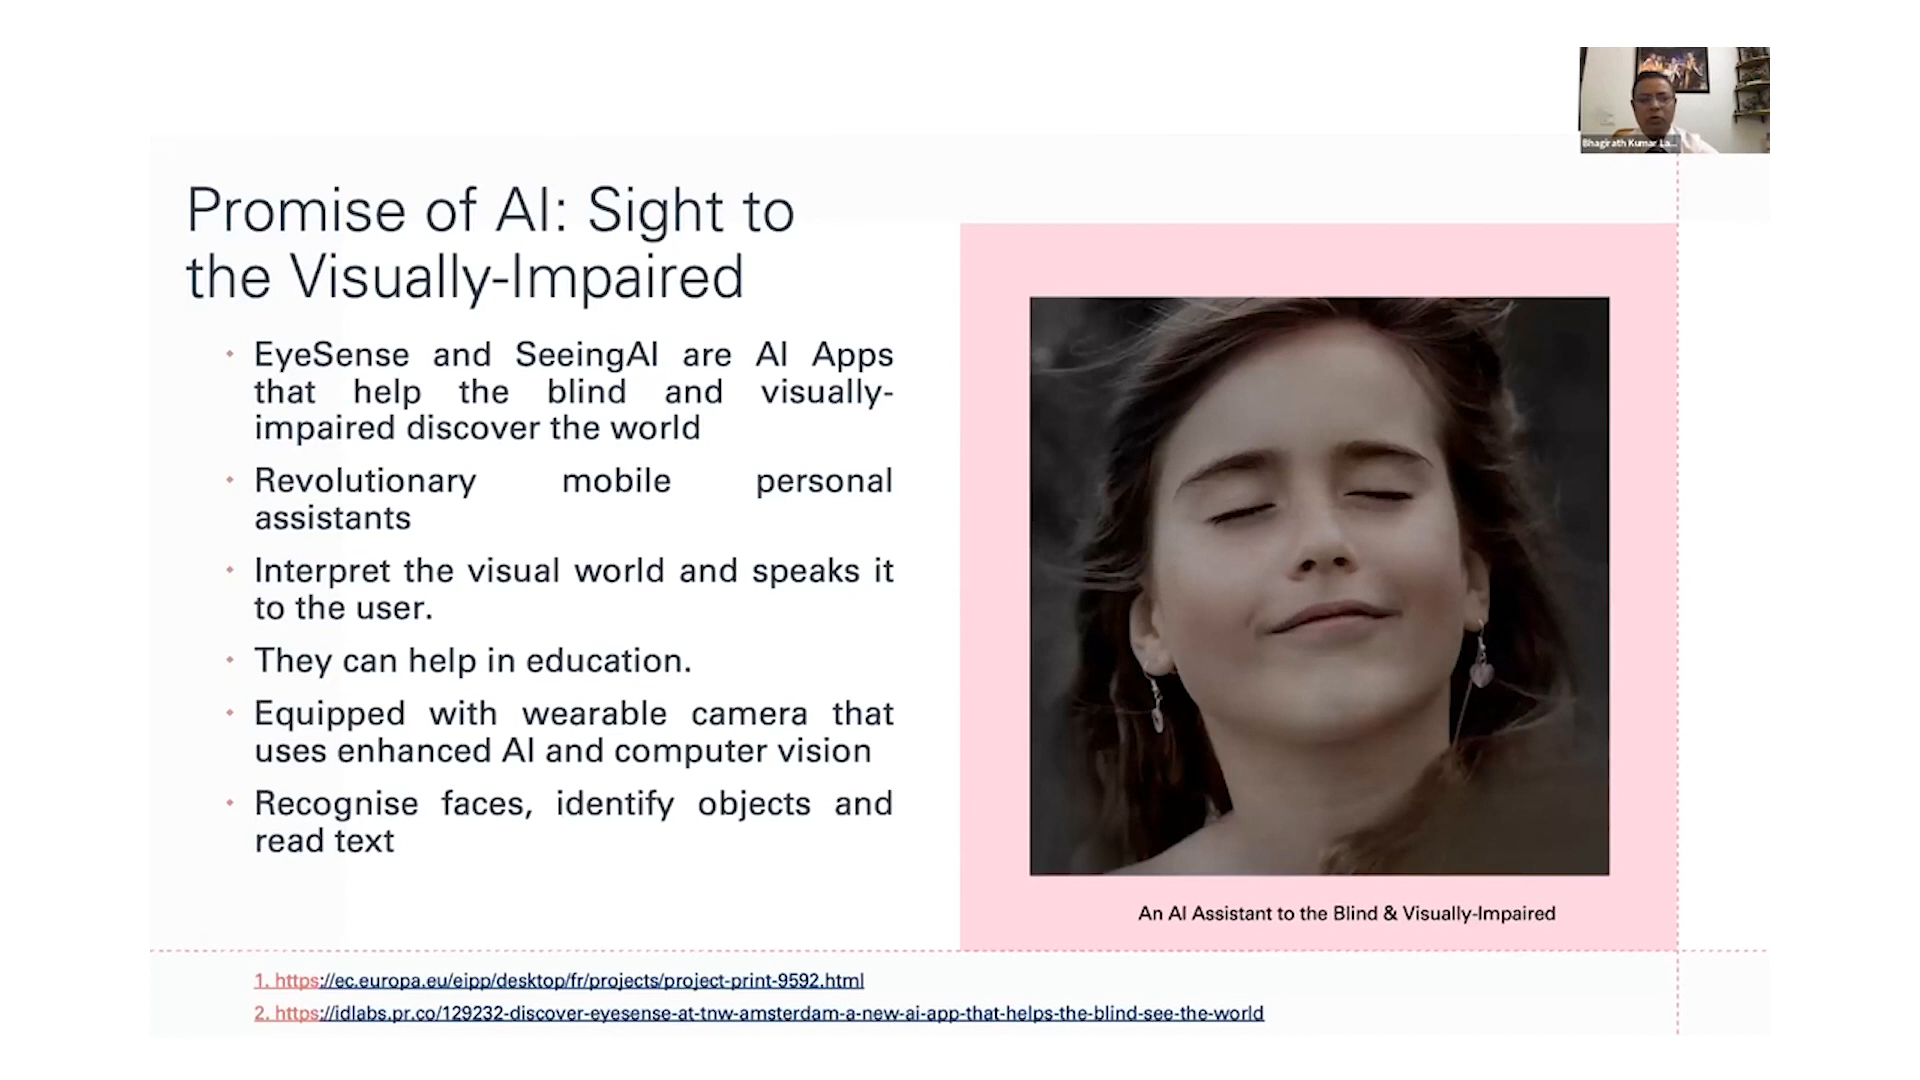 Bhagirath Kumar La...
Promise of AI: Sight to
the Visually-Impaired
EyeSense and SeeingAI are AI Apps
that help the blind and visually-
impaired discover the world
Revolutionary mobile personal
assistants
Interpret the visual world and speaks it
to the user.
They can help in education.
Equipped with wearable camera that
uses enhanced AI and computer vision
Recognise faces, identify objects and
read text
An AI Assistant to the Blind & Visually-Impaired
1. https://ec.europa.eu/eipp/desktop/fr/projects/project-print-9592.html
2. https://idlabs.pr.co/129232-discover-eyesense-at-tnw-amsterdam-a-new-ai-app-that-helps-the-blind-see-the-world